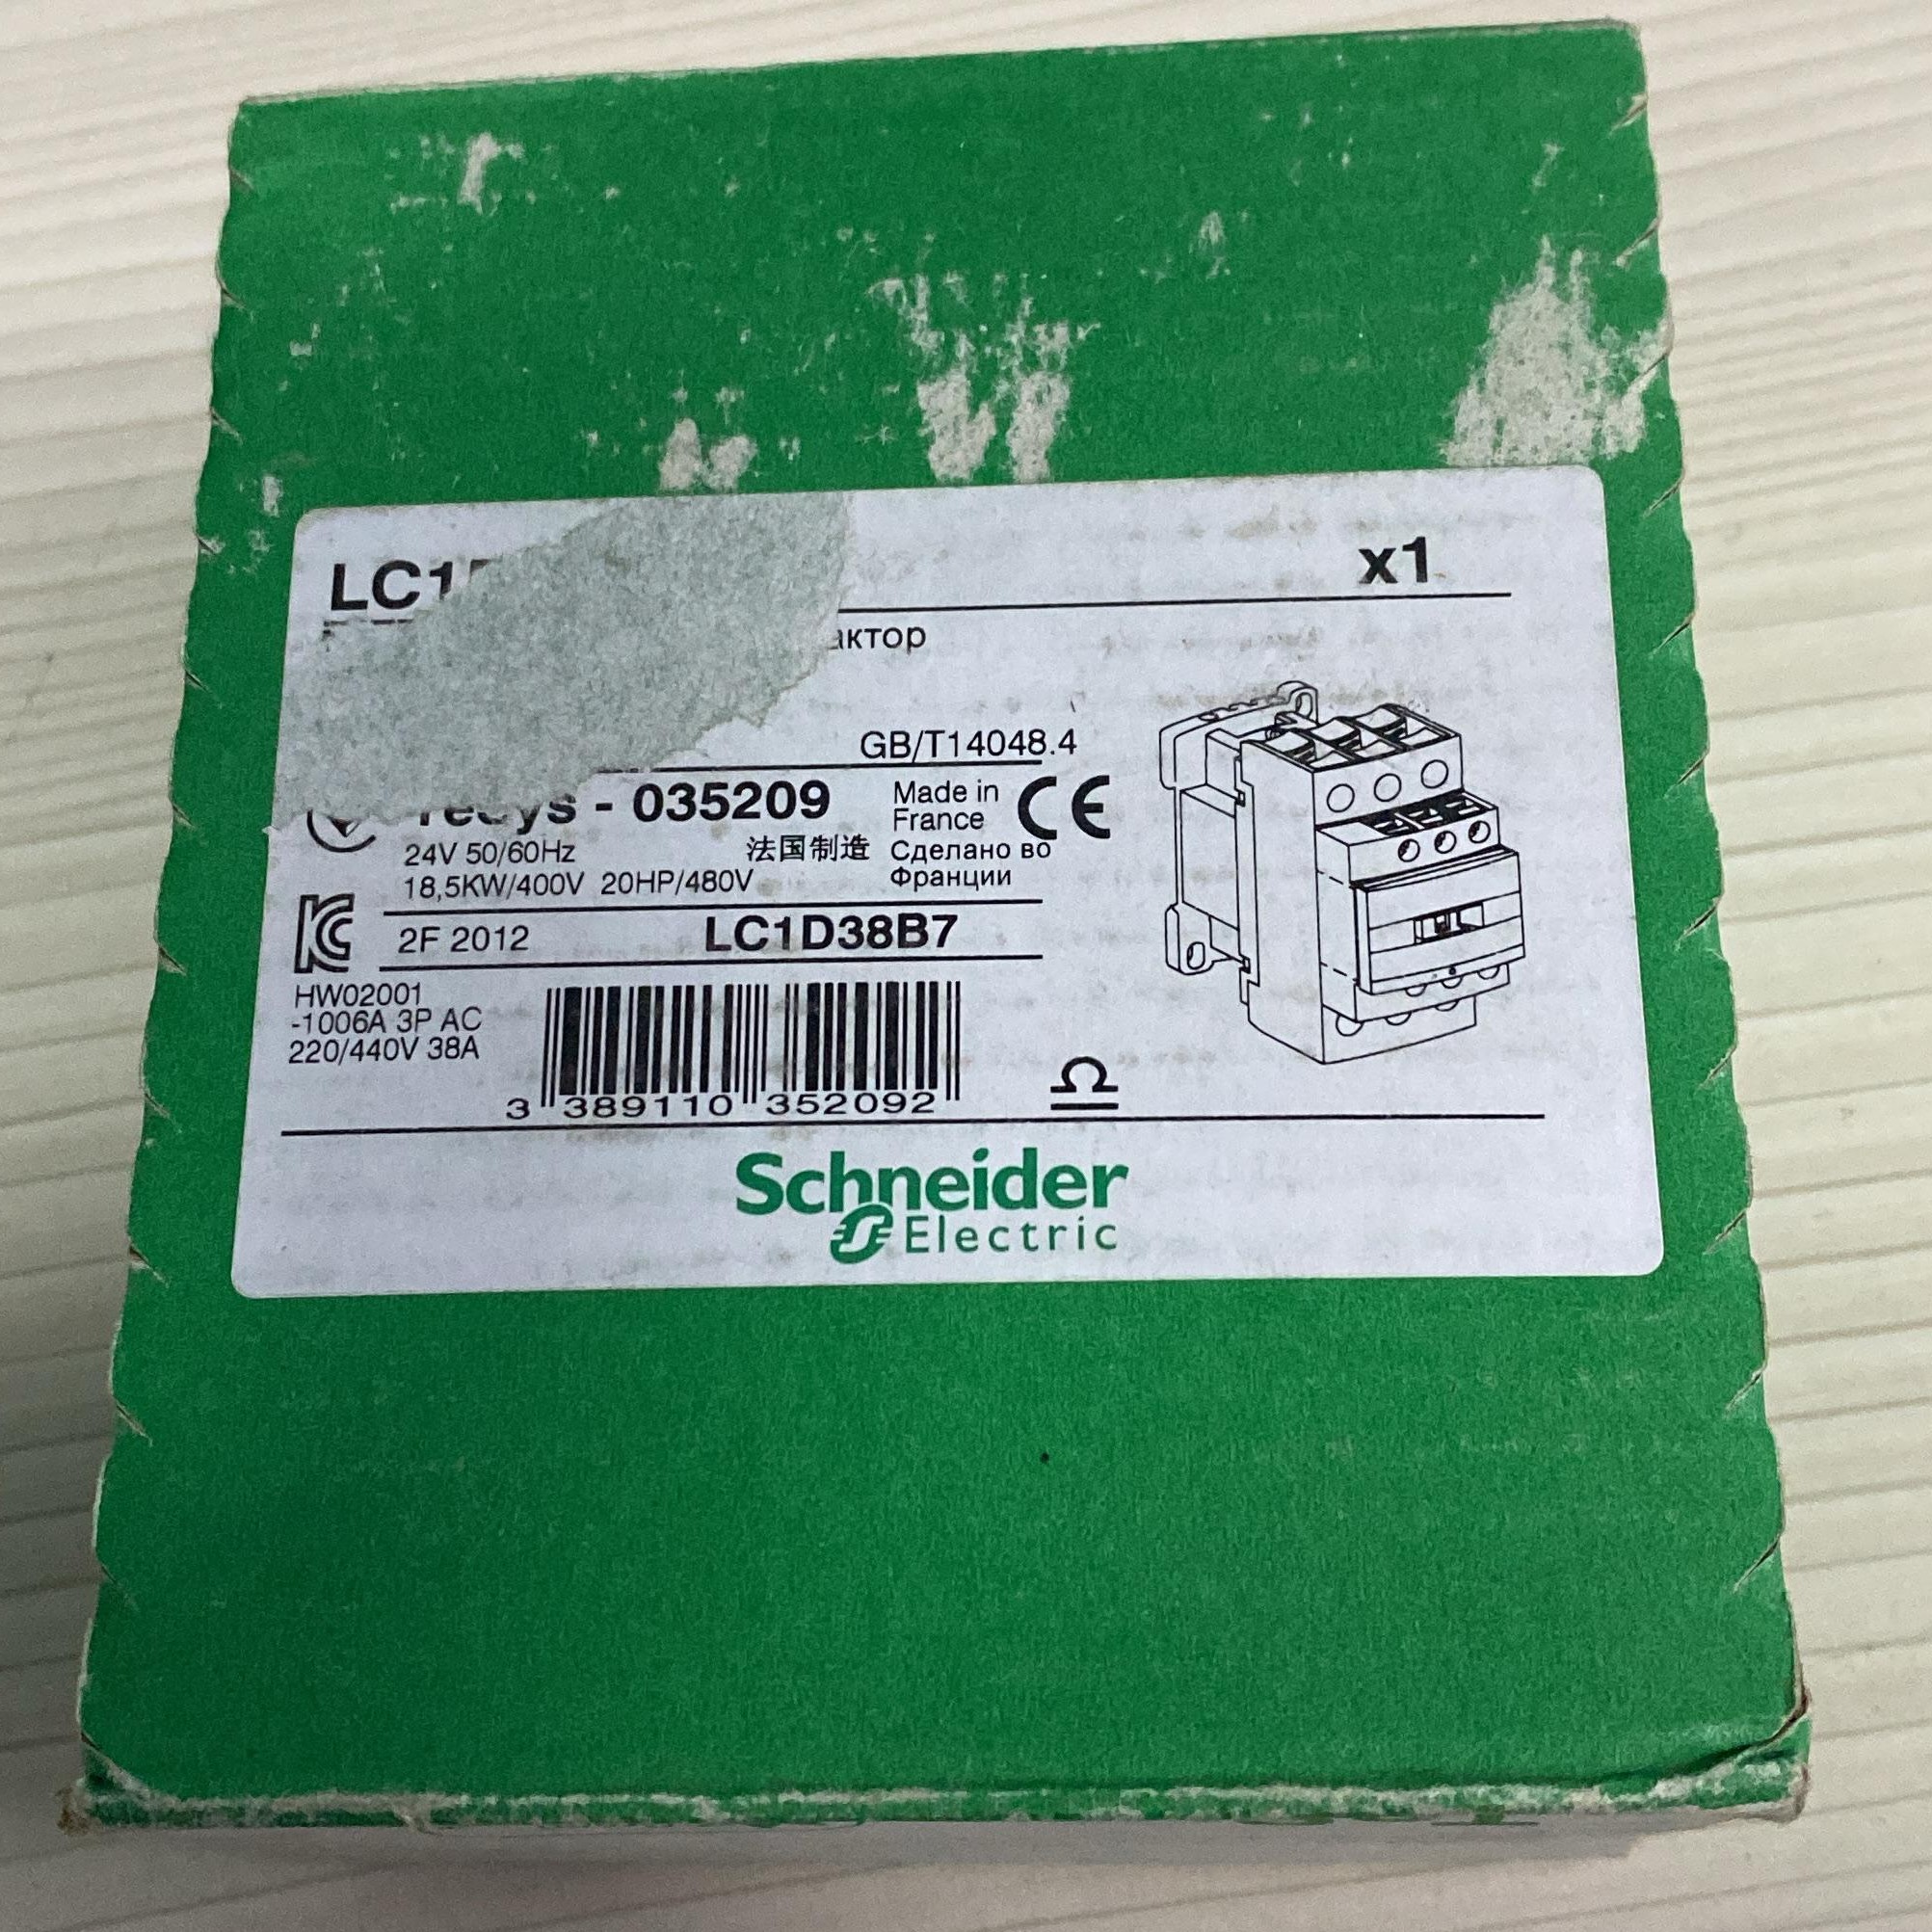 LC1
x1
GB/T14048.4
- 035209
Made in
France
CE
24V 50/60Hz
法国制造
Сделано во
Франции
18,5KW/400V 20HP/480V
2F 2012
LC1D38B7
HW02001
-1006A 3P AC
220/440V 38A
3 389110 352092
Schneider
Electric